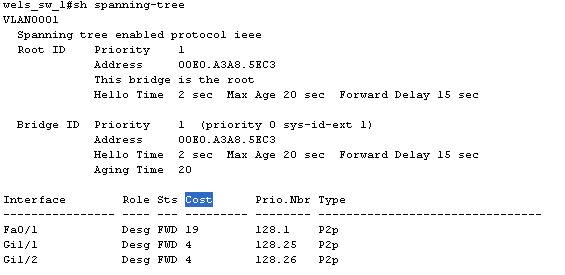 wels_sw_1#sh spanning-tree
VLAN0001
Spanning tree enabled protocol ieee
Root ID Priority 1
Address 00E0.A3A8.5EC3
This bridge is the root
Hello Time 2 sec Max Age 20 sec Forward Delay 15 sec
Bridge ID Priority 1 (priority 0 sys-id-ext 1)
Address 00E0.A3A8.5EC3
Hello Time 2 sec Max Age 20 sec Forward Delay 15 sec
Aging Time 20
Interface Role Sts Cost Prio.Nbr Type
---------------- ---- --- --------- -------- --------------------------------
Fa0/1 Desg FWD 19 128.1 P2p
Gi1/1 Desg FWD 4 128.25 P2p
Gi1/2 Desg FWD 4 128.26 P2p